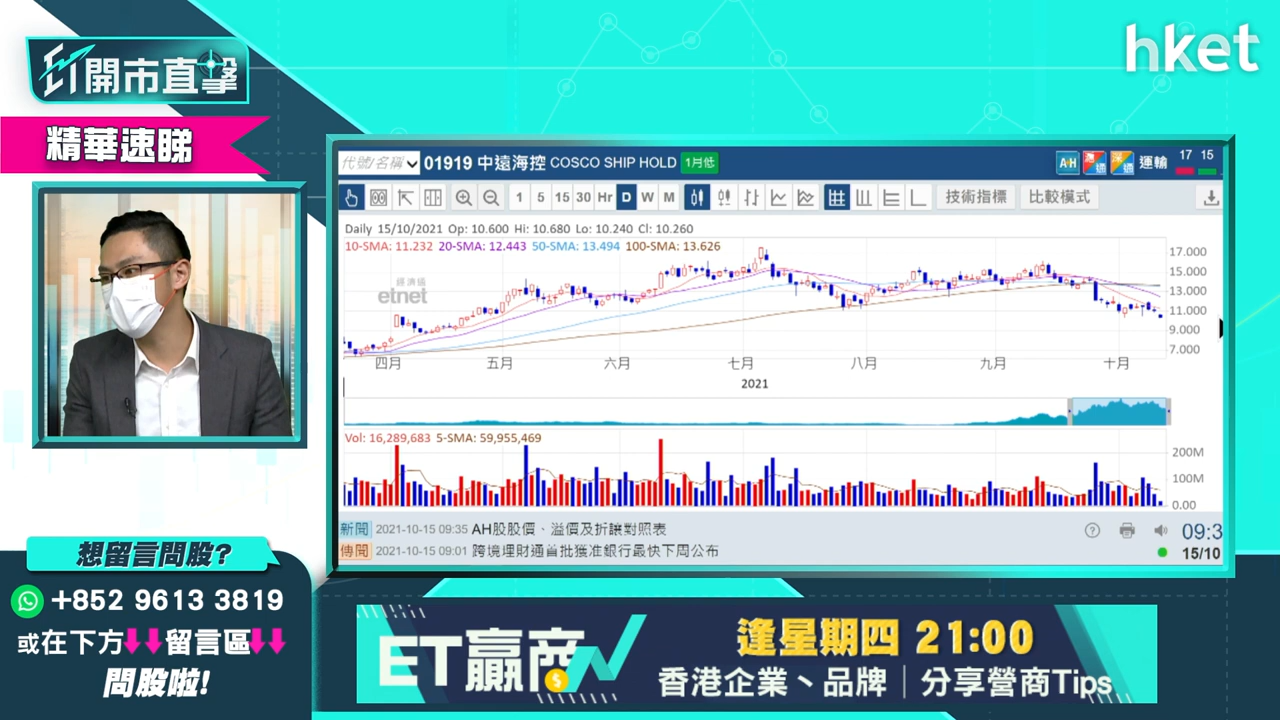 ET開市直擊
hket
精華速睇
代號/名稱 01919 中遠海控 COSCO SHIP HOLD 1月低
A+H 運輸 17 15
1 5 15 30 Hr D W M 技術指標 比較模式
Daily 15/10/2021 Op: 10.600 Hi: 10.680 Lo: 10.240 Cl: 10.260
10-SMA: 11.232 20-SMA: 12.443 50-SMA: 13.494 100-SMA: 13.626
經濟通
etnet
17.000
15.000
13.000
11.000
9.000
7.000
四月 五月 六月 七月 八月 九月 十月
2021
Vol: 16,289,683 5-SMA: 59,955,469
200M
100M
0.00
新聞 2021-10-15 09:35 AH股股價、溢價及折讓對照表
傳聞 2021-10-15 09:01 跨境理財通首批獲准銀行最快下周公布
09:3
15/10
想留言問股?
+852 9613 3819
或在下方留言區
問股啦!
ET贏商
逢星期四 21:00
香港企業、品牌｜分享營商Tips